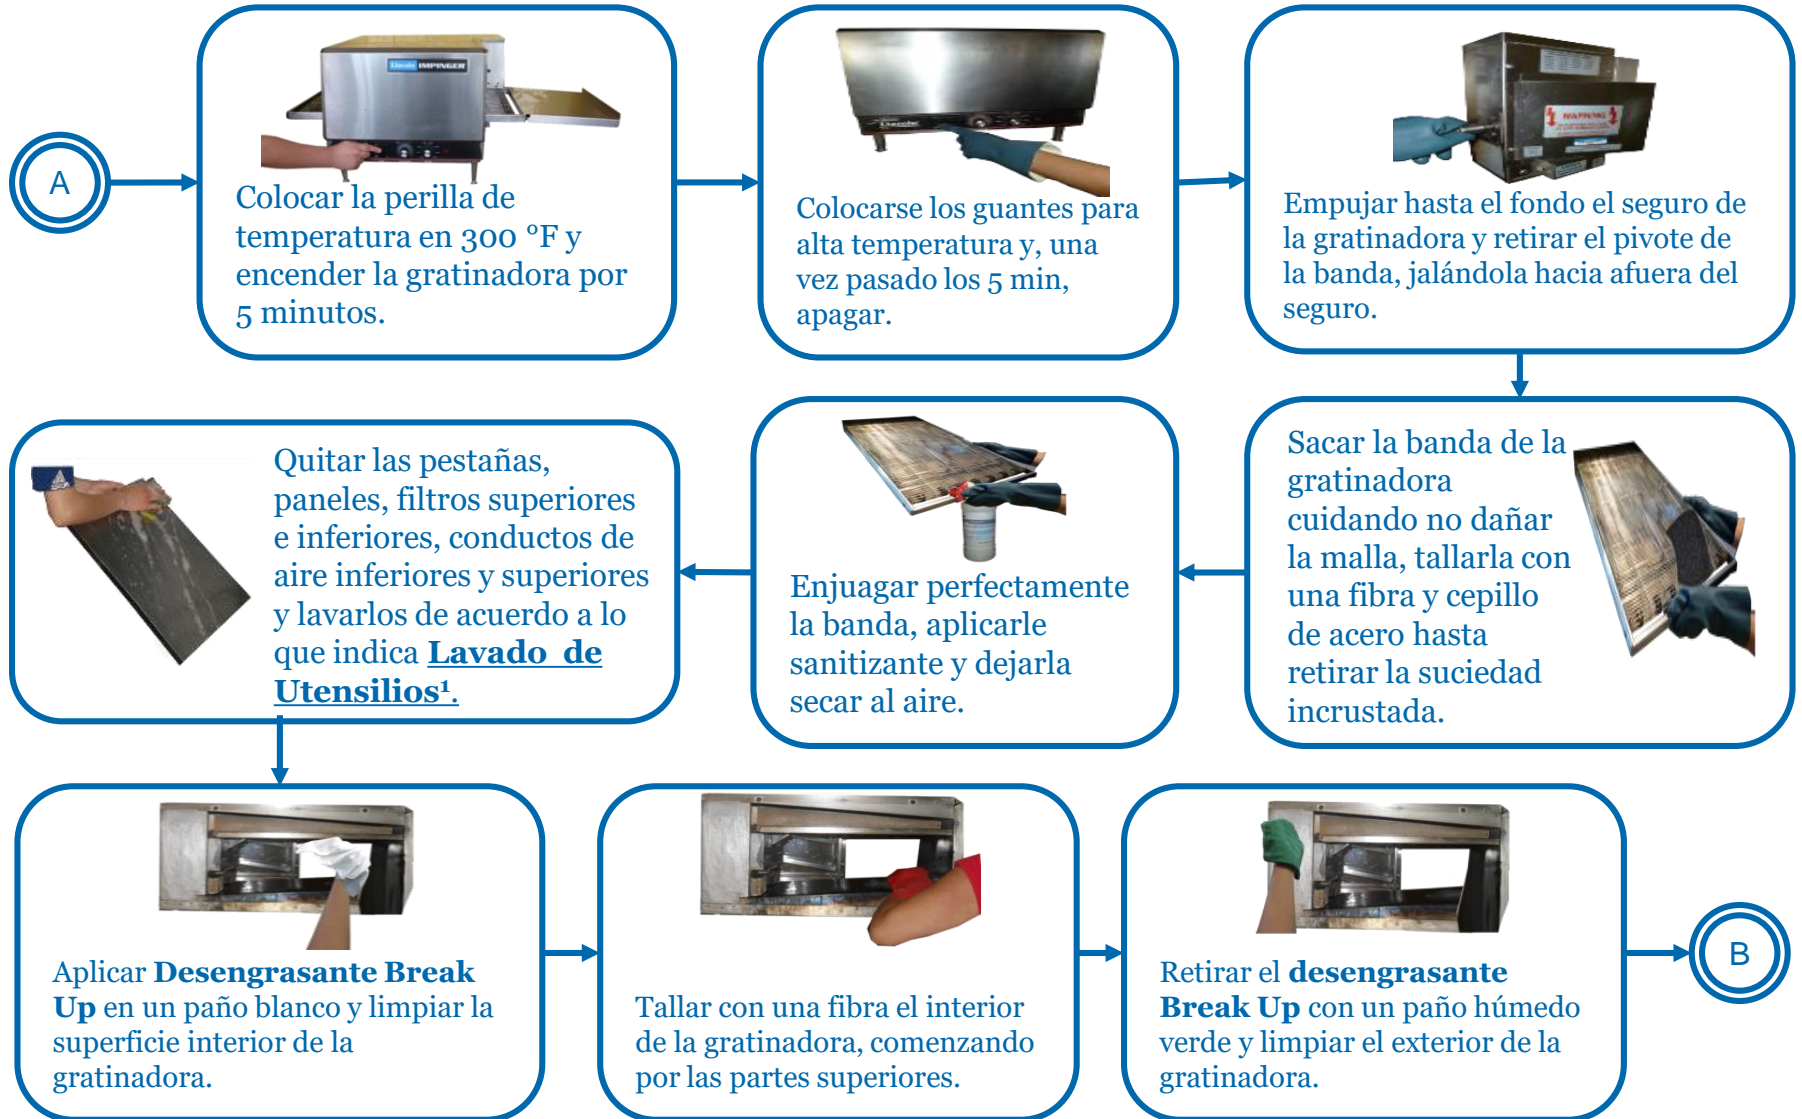 A
Lincoln IMPINGER
Colocar la perilla de
temperatura en 300 °F y
encender la gratinadora por
5 minutos.
Lincoln
Colocarse los guantes para
alta temperatura y, una
vez pasado los 5 min,
apagar.
WARNING
Empujar hasta el fondo el seguro de
la gratinadora y retirar el pivote de
la banda, jalándola hacia afuera del
seguro.
Sacar la banda de la
gratinadora
cuidando no dañar
la malla, tallarla con
una fibra y cepillo
de acero hasta
retirar la suciedad
incrustada.
Enjuagar perfectamente
la banda, aplicarle
sanitizante y dejarla
secar al aire.
Quitar las pestañas,
paneles, filtros superiores
e inferiores, conductos de
aire inferiores y superiores
y lavarlos de acuerdo a lo
que indica Lavado de
Utensilios¹.
Aplicar Desengrasante Break
Up en un paño blanco y limpiar la
superficie interior de la
gratinadora.
Tallar con una fibra el interior
de la gratinadora, comenzando
por las partes superiores.
Retirar el desengrasante
Break Up con un paño húmedo
verde y limpiar el exterior de la
gratinadora.
B